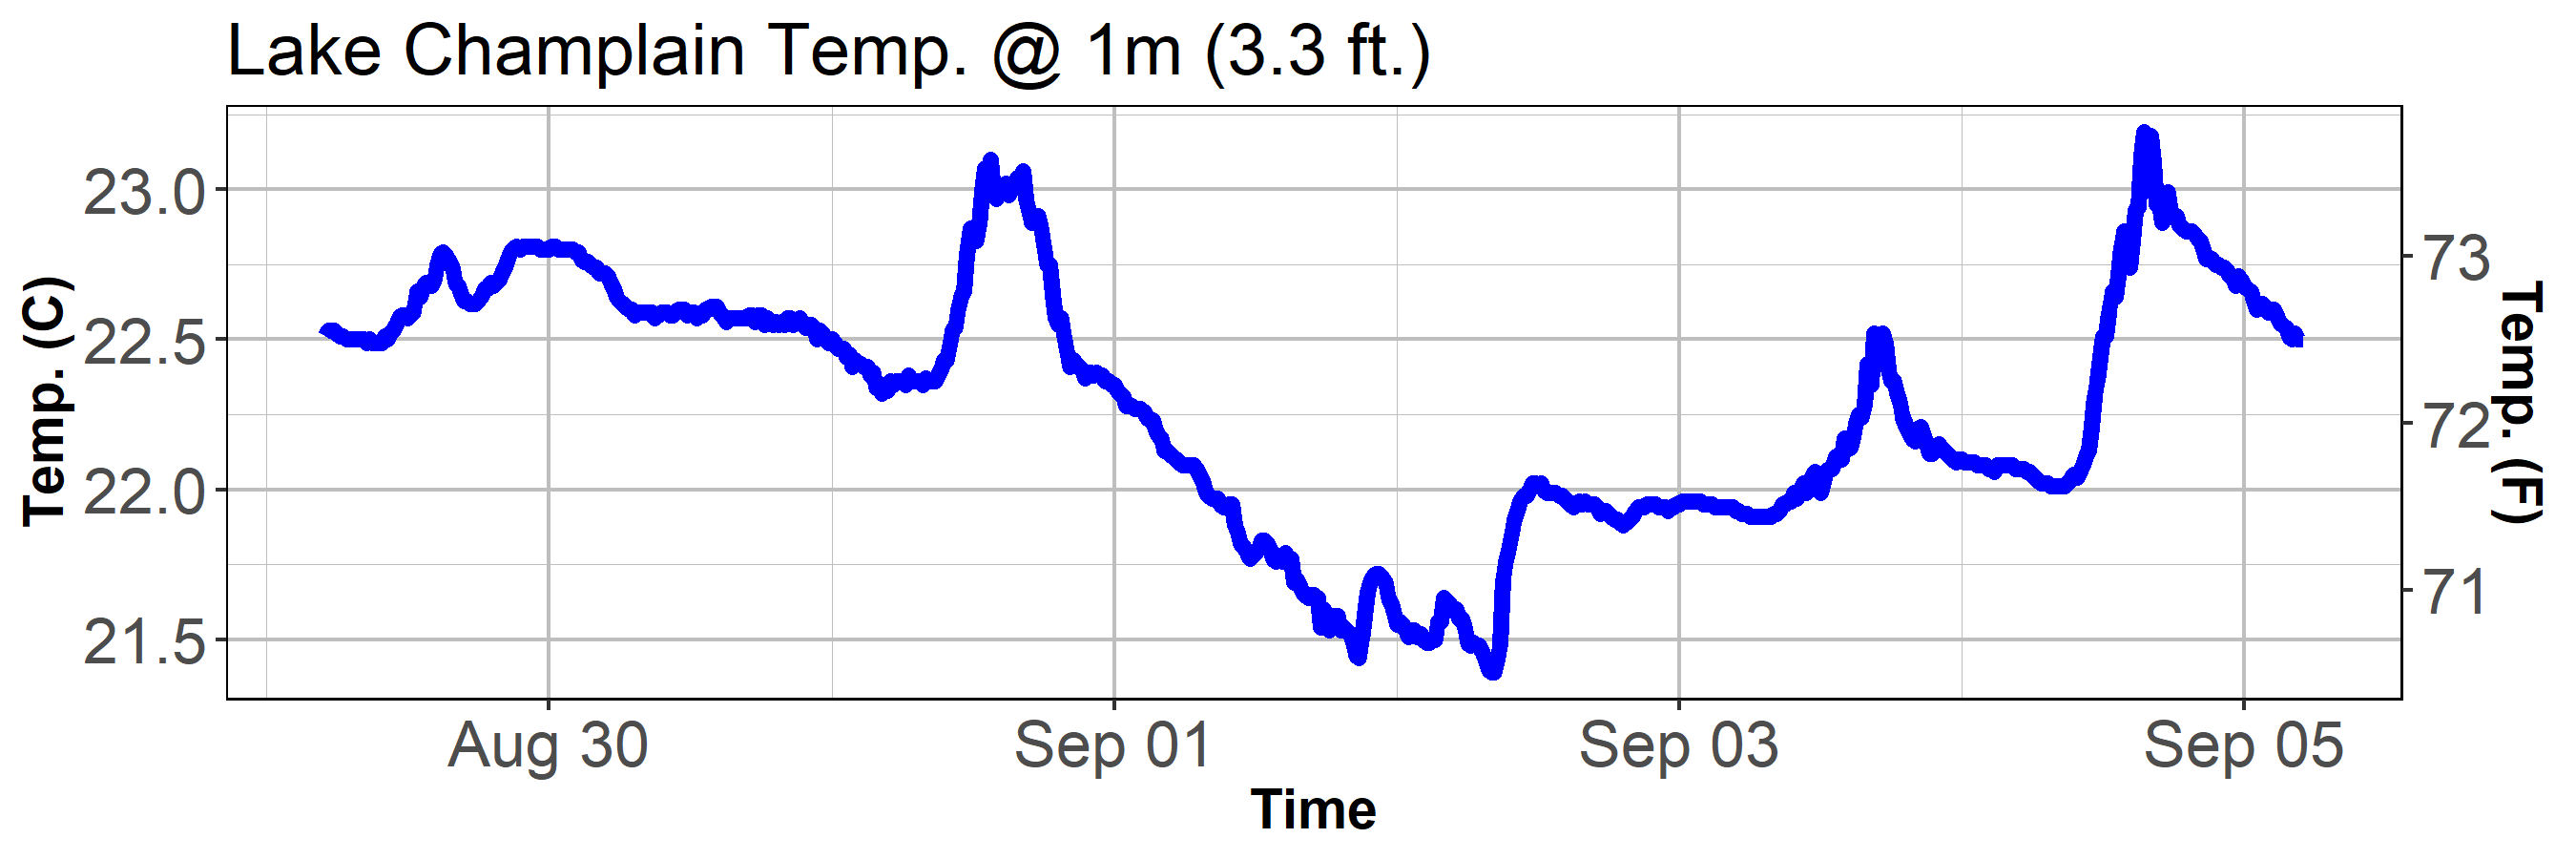 Lake Champlain Temp. @ 1m (3.3 ft.)
Temp. (C)
23.0
22.5
22.0
21.5
73
72
71
Temp. (F)
Aug 30
Sep 01
Sep 03
Sep 05
Time